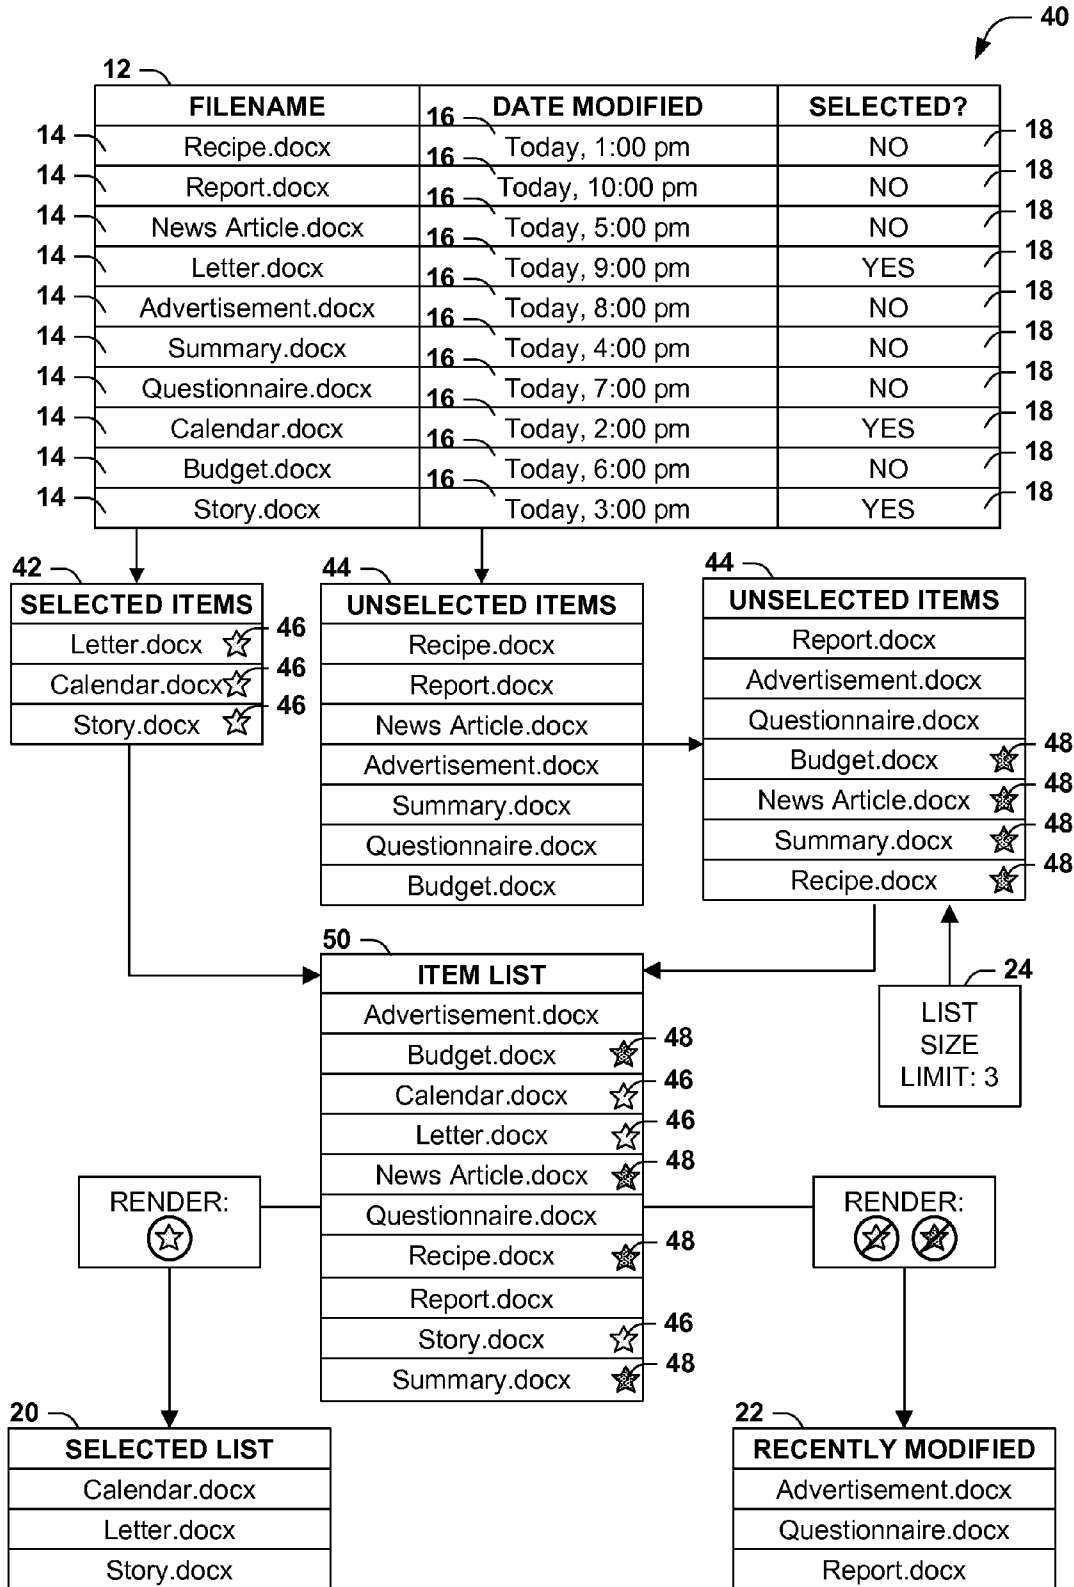 40
12
FILENAME DATE MODIFIED SELECTED?
14 Recipe.docx 16 Today, 1:00 pm NO 18
14 Report.docx 16 Today, 10:00 pm NO 18
14 News Article.docx 16 Today, 5:00 pm NO 18
14 Letter.docx 16 Today, 9:00 pm YES 18
14 Advertisement.docx 16 Today, 8:00 pm NO 18
14 Summary.docx 16 Today, 4:00 pm NO 18
14 Questionnaire.docx 16 Today, 7:00 pm NO 18
14 Calendar.docx 16 Today, 2:00 pm YES 18
14 Budget.docx 16 Today, 6:00 pm NO 18
14 Story.docx 16 Today, 3:00 pm YES 18
42
SELECTED ITEMS
Letter.docx 46
Calendar.docx 46
Story.docx 46
44
UNSELECTED ITEMS
Recipe.docx
Report.docx
News Article.docx
Advertisement.docx
Summary.docx
Questionnaire.docx
Budget.docx
44
UNSELECTED ITEMS
Report.docx
Advertisement.docx
Questionnaire.docx
Budget.docx 48
News Article.docx 48
Summary.docx 48
Recipe.docx 48
24
LIST
SIZE
LIMIT: 3
50
ITEM LIST
Advertisement.docx
Budget.docx 48
Calendar.docx 46
Letter.docx 46
News Article.docx 48
Questionnaire.docx
Recipe.docx 48
Report.docx
Story.docx 46
Summary.docx 48
RENDER:
RENDER:
20
SELECTED LIST
Calendar.docx
Letter.docx
Story.docx
22
RECENTLY MODIFIED
Advertisement.docx
Questionnaire.docx
Report.docx